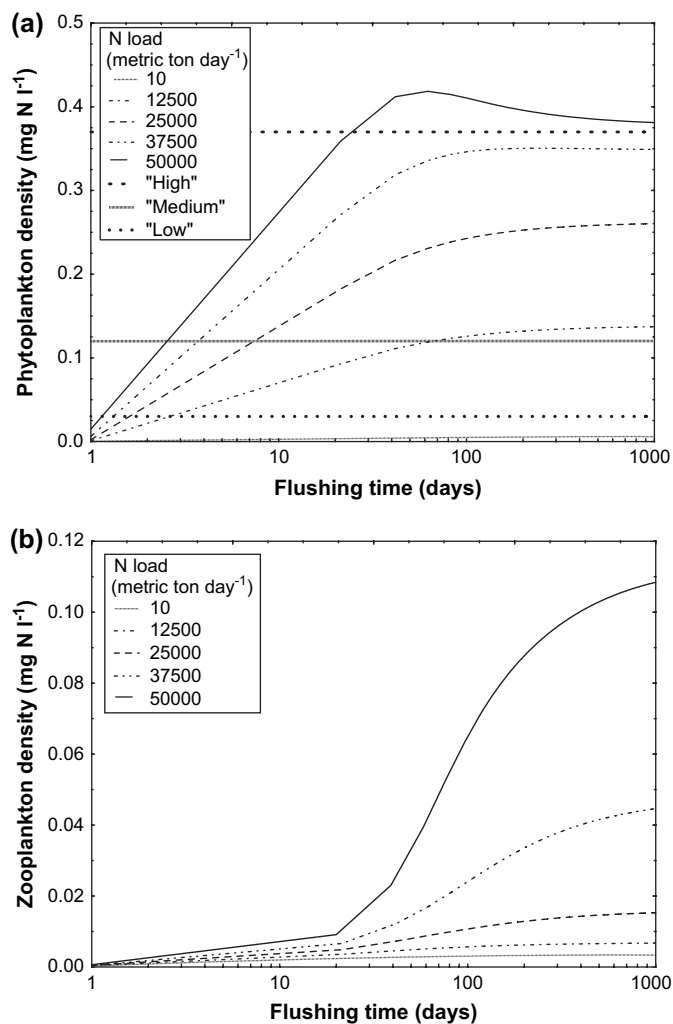 (a)
0.5
0.4
0.3
0.2
0.1
0.0
Phytoplankton density (mg N l-1)
N load
(metric ton day-1)
10
12500
25000
37500
50000
"High"
"Medium"
"Low"
1
10
100
1000
Flushing time (days)
(b)
0.12
0.10
0.08
0.06
0.04
0.02
0.00
Zooplankton density (mg N l-1)
N load
(metric ton day-1)
10
12500
25000
37500
50000
1
10
100
1000
Flushing time (days)